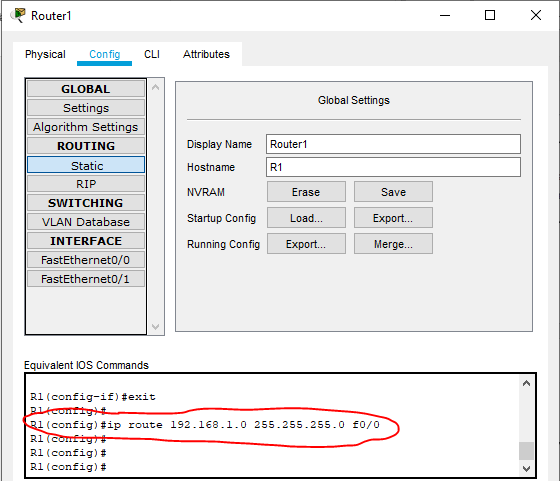 Router1
Physical Config CLI Attributes
GLOBAL
Settings
Algorithm Settings
ROUTING
Static
RIP
SWITCHING
VLAN Database
INTERFACE
FastEthernet0/0
FastEthernet0/1
Global Settings
Display Name Router1
Hostname R1
NVRAM Erase Save
Startup Config Load... Export...
Running Config Export... Merge...
Equivalent IOS Commands
R1(config-if)#exit
R1(config)#
R1(config)#ip route 192.168.1.0 255.255.255.0 f0/0
R1(config)#
R1(config)#
R1(config)#